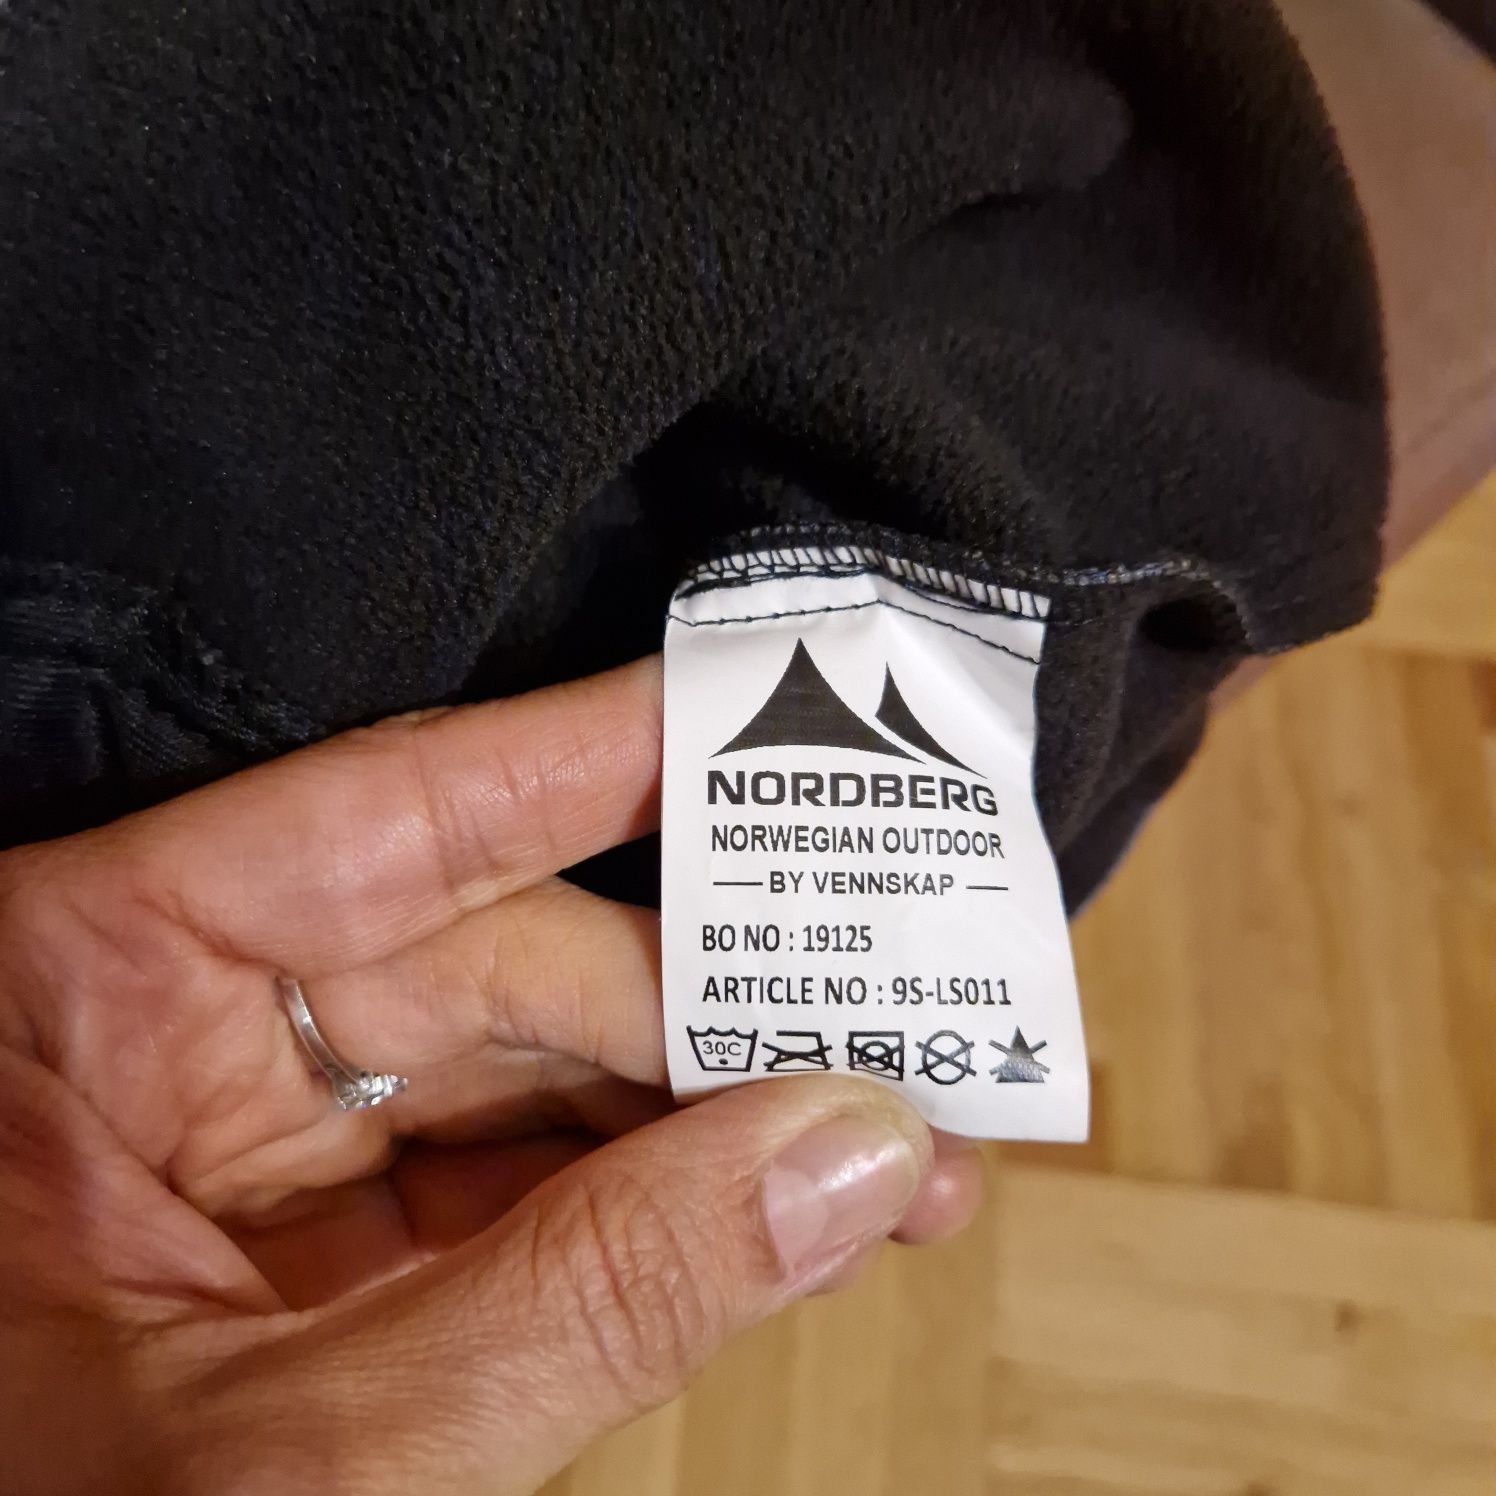 NORDBERG
NORWEGIAN OUTDOOR
BY VENNSKAP
BO NO : 19125
ARTICLE NO : 9S-LS011
30C